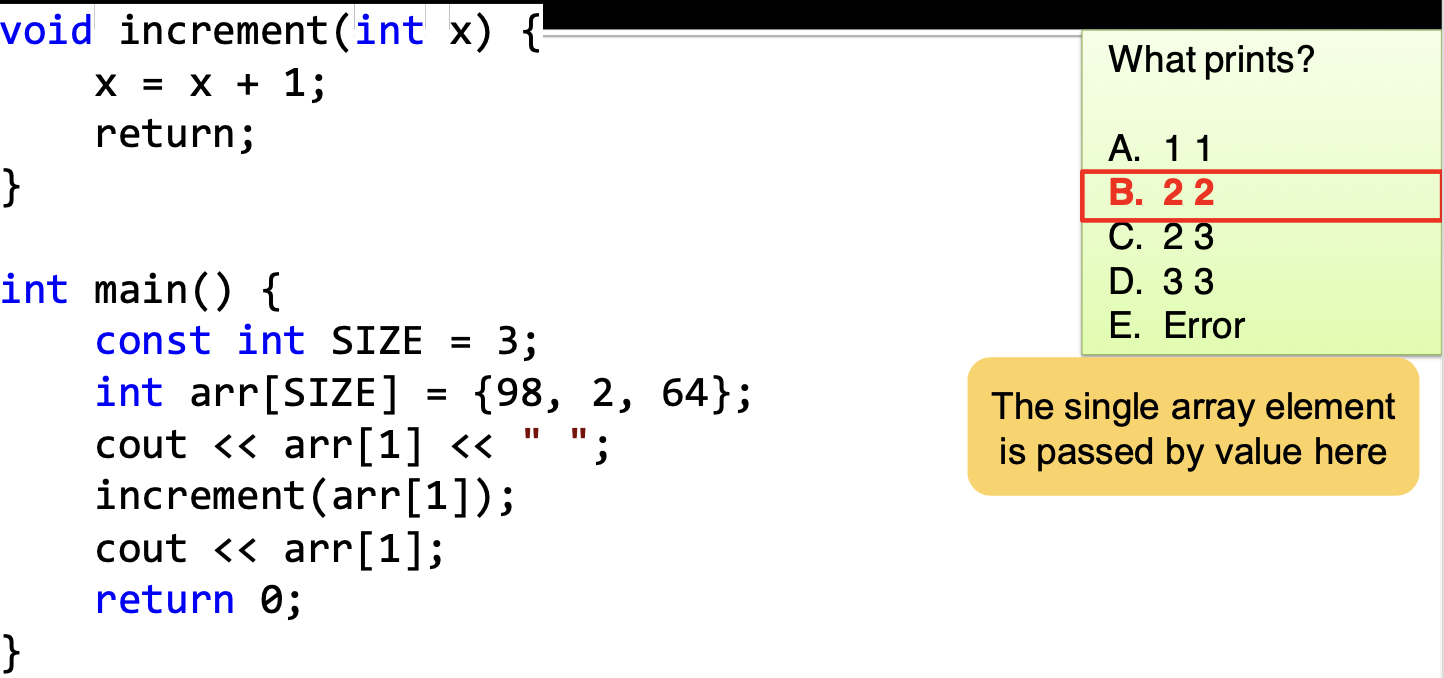 void increment(int x) {
    x = x + 1;
    return;
}

int main() {
    const int SIZE = 3;
    int arr[SIZE] = {98, 2, 64};
    cout << arr[1] << " ";
    increment(arr[1]);
    cout << arr[1];
    return 0;
}
What prints?
A. 1 1
B. 2 2
C. 2 3
D. 3 3
E. Error
The single array element
is passed by value here